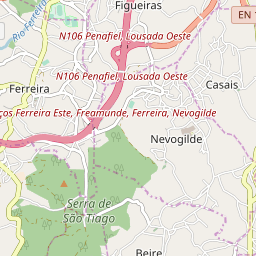 Figueiras
EN 1
N106 Penafiel, Lousada Oeste
Rio Ferreira
N106 Penafiel, Lousada Oeste
Ferreira
Casais
ços Ferreira Este, Freamunde, Ferreira, Nevogilde
Nevogilde
Serra de
São Tiago
Beire